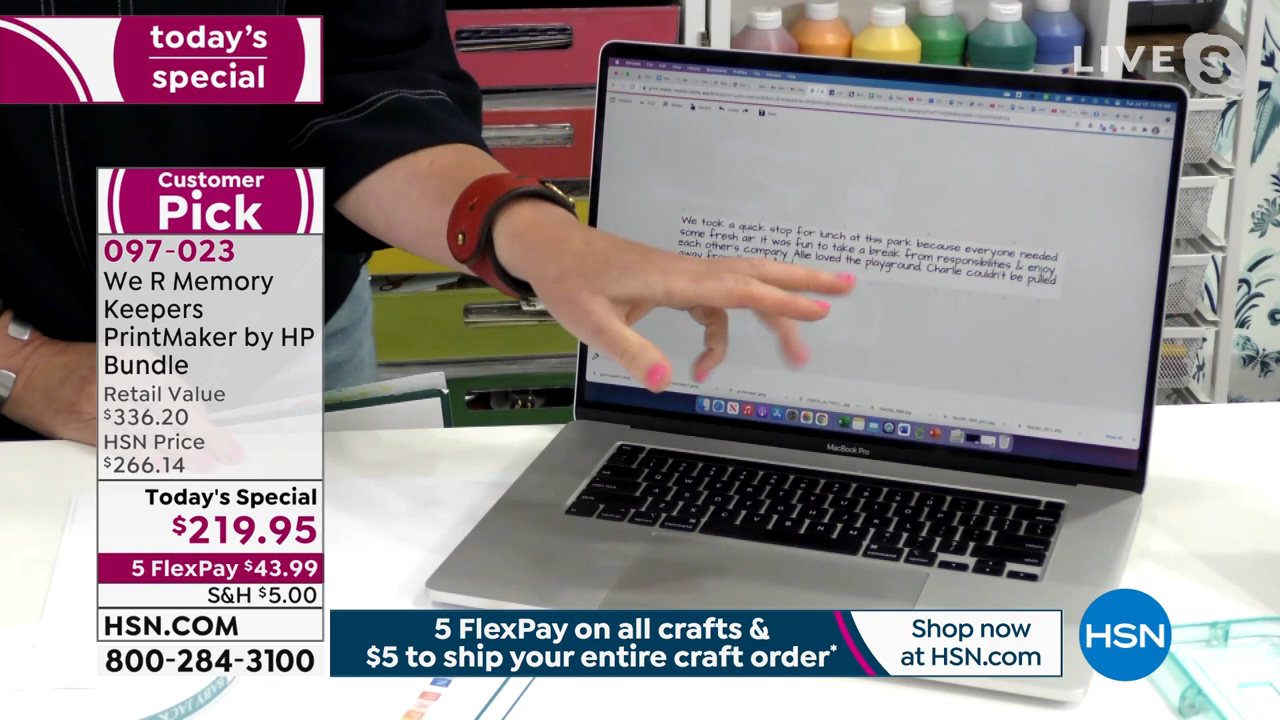 today's
special
LIVE
Customer
Pick
097-023
We R Memory
Keepers
PrintMaker by HP
Bundle
Retail Value
$336.20
HSN Price
$266.14
Today's Special
$219.95
5 FlexPay $43.99
S&H $5.00
HSN.COM
800-284-3100
We took a quick stop for lunch at this park because everyone needed
some fresh air it was fun to take a break from responsibilities & enjoy
each other's company. Allie loved the playground. Charlie couldn't be pulled
away
MacBook Pro
5 FlexPay on all crafts &
$5 to ship your entire craft order*
Shop now
at HSN.com
HSN
BABY JACK